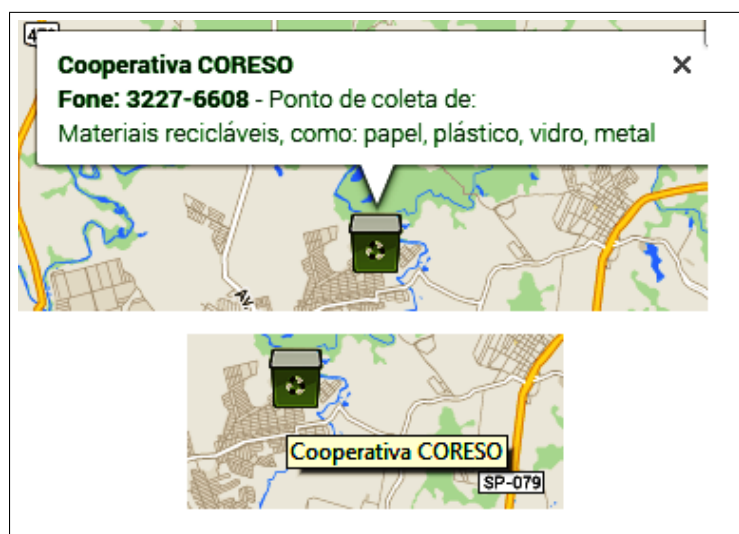 Cooperativa CORESO
Fone: 3227-6608 - Ponto de coleta de:
Materiais recicláveis, como: papel, plástico, vidro, metal
Av.
Cooperativa CORESO
SP-079